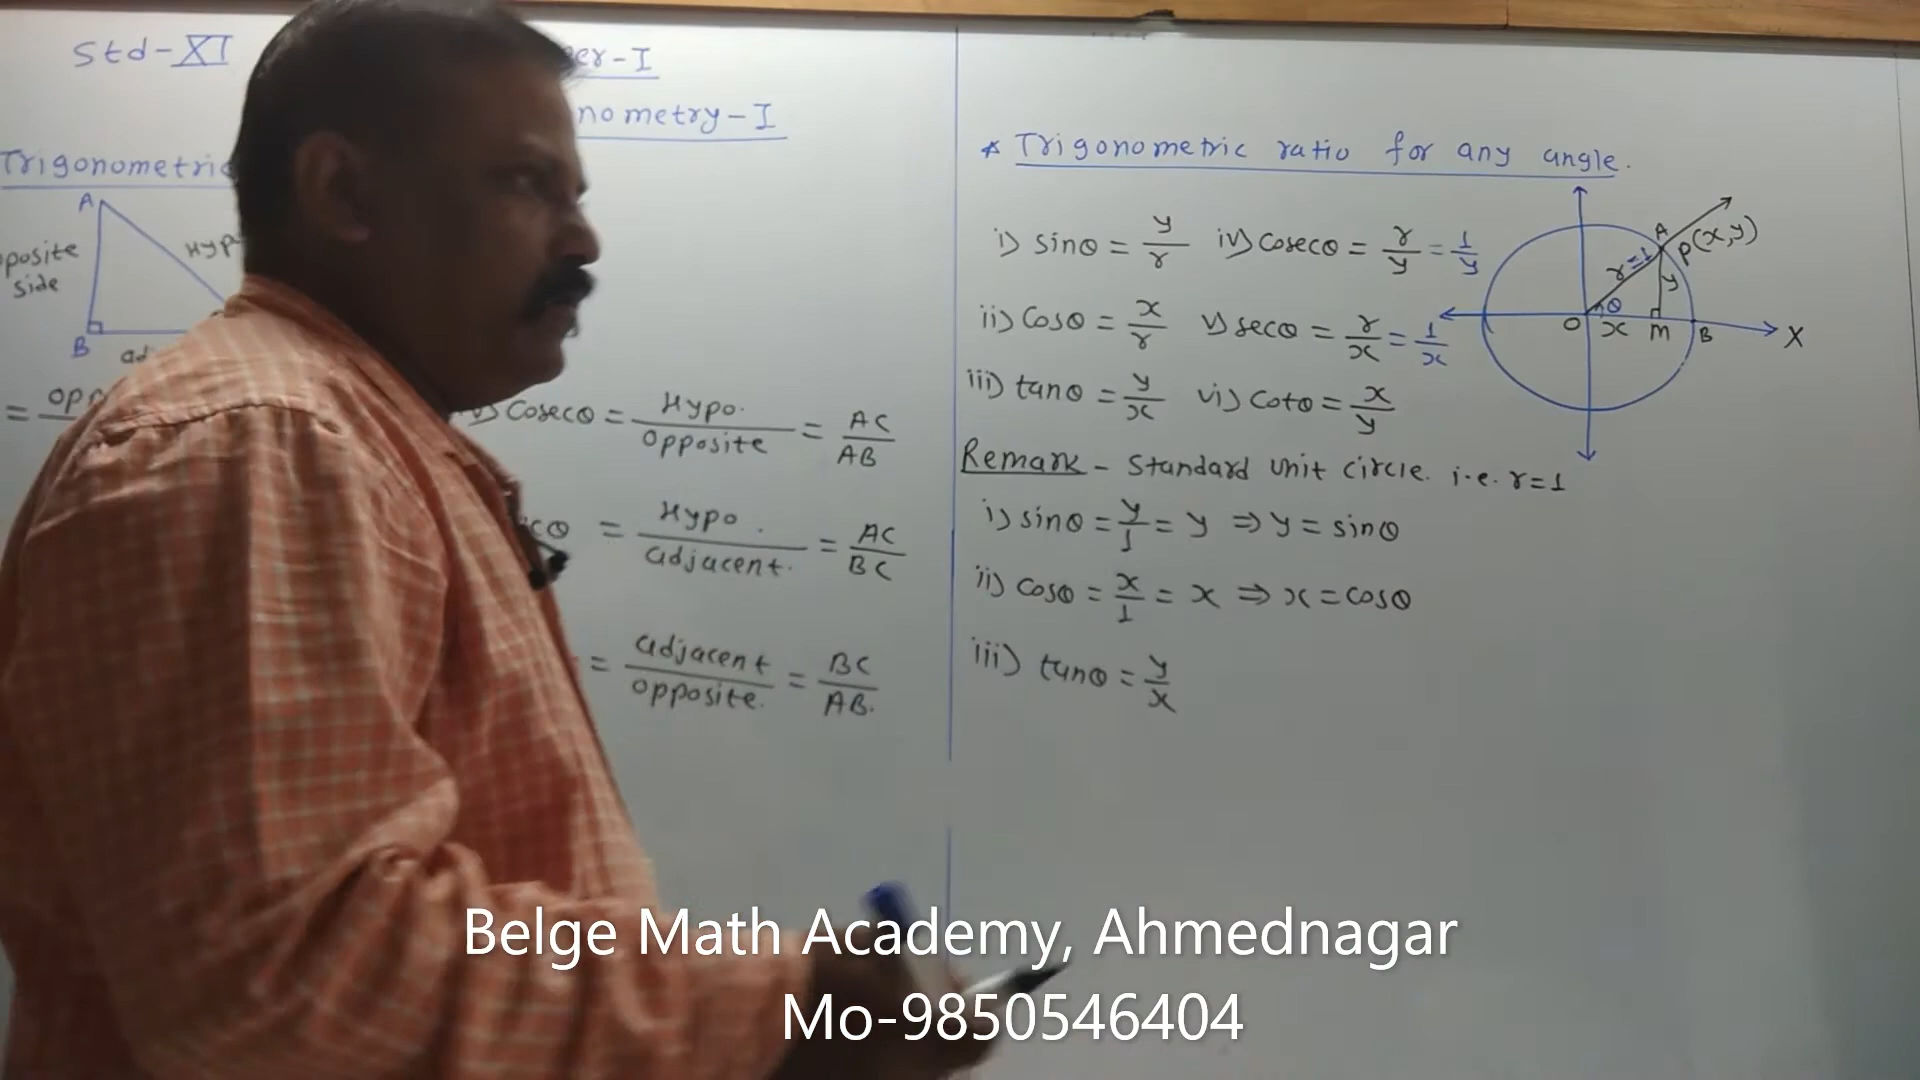 Std-XI
er-I
nometry-I
Trigonometric
A
posite
side
Hyp
B
ad
= opp
v) Cosecθ = Hypo. / opposite = AC / AB
cθ = Hypo. / adjacent. = AC / BC
= adjacent / opposite. = BC / AB.
* Trigonometric ratio for any angle.
i) sinθ = y/r iv) cosecθ = r/y = 1/y
ii) cosθ = x/r v) secθ = r/x = 1/x
iii) tanθ = y/x vi) cotθ = x/y
A
P(x,y)
r=1
y
θ
O x M B X
Remark - Standard unit circle. i.e. r=1
i) sinθ = y/1 = y ⇒ y = sinθ
ii) cosθ = x/1 = x ⇒ x = cosθ
iii) tanθ = y/x
Belge Math Academy, Ahmednagar
Mo-9850546404